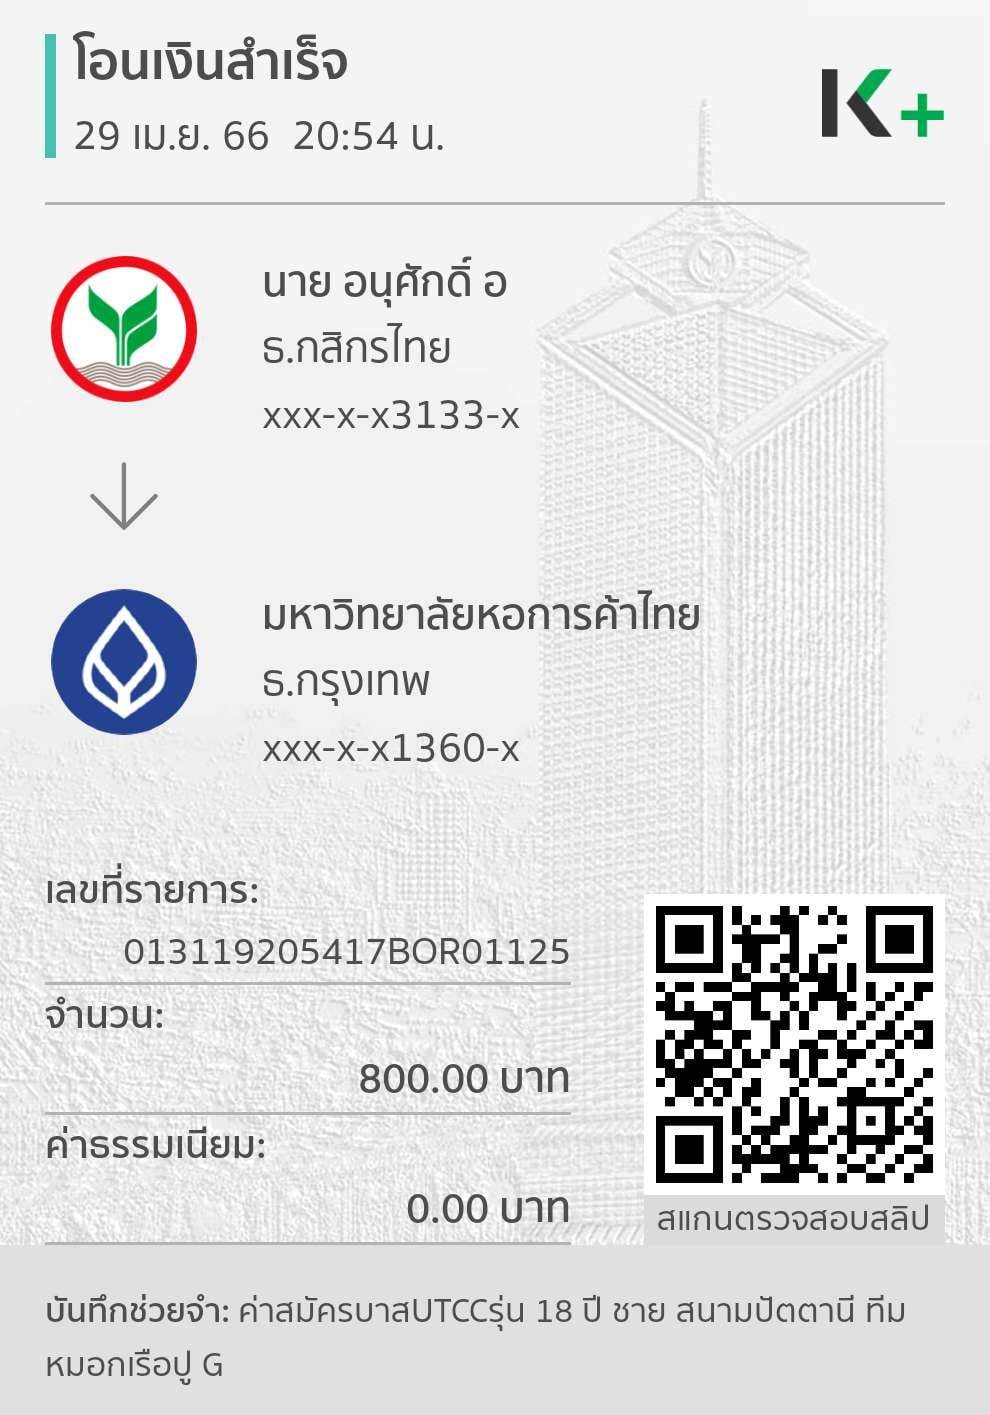 โอนเงินสำเร็จ
29 เม.ย. 66 20:54 น.
K+
นาย อนุศักดิ์ อ
ธ.กสิกรไทย
xxx-x-x3133-x
มหาวิทยาลัยหอการค้าไทย
ธ.กรุงเทพ
xxx-x-x1360-x
เลขที่รายการ:
013119205417BOR01125
จำนวน:
800.00 บาท
ค่าธรรมเนียม:
0.00 บาท
สแกนตรวจสอบสลิป
บันทึกช่วยจำ: ค่าสมัครบาสUTCCรุ่น 18 ปี ชาย สนามปัตตานี ทีม
หมอกเรือปู G